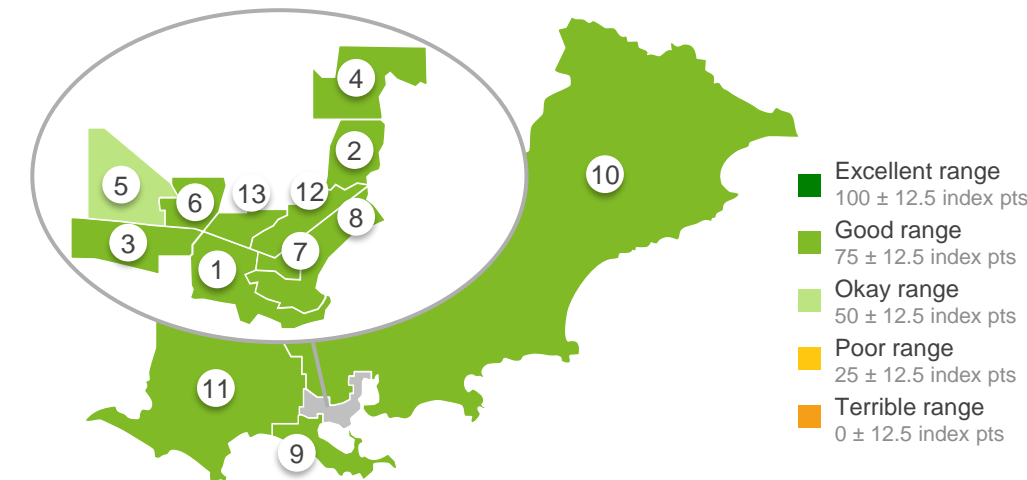 4
2
5
6
13
12
10
8
3
7
1
11
9
Excellent range
100 ± 12.5 index pts
Good range
75 ± 12.5 index pts
Okay range
50 ± 12.5 index pts
Poor range
25 ± 12.5 index pts
Terrible range
0 ± 12.5 index pts